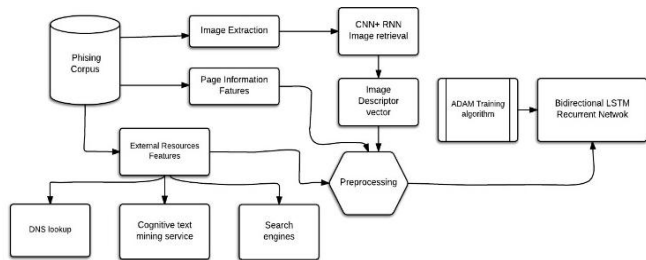 Phising
Corpus
Image Extraction
CNN+ RNN
Image retrieval
Page Information
Fatures
Image
Descriptor
vector
ADAM Training
algorithm
Bidirectional LSTM
Recurrent Netwok
External Resources
Features
Preprocessing
DNS lookup
Cognitive text
mining service
Search
engines